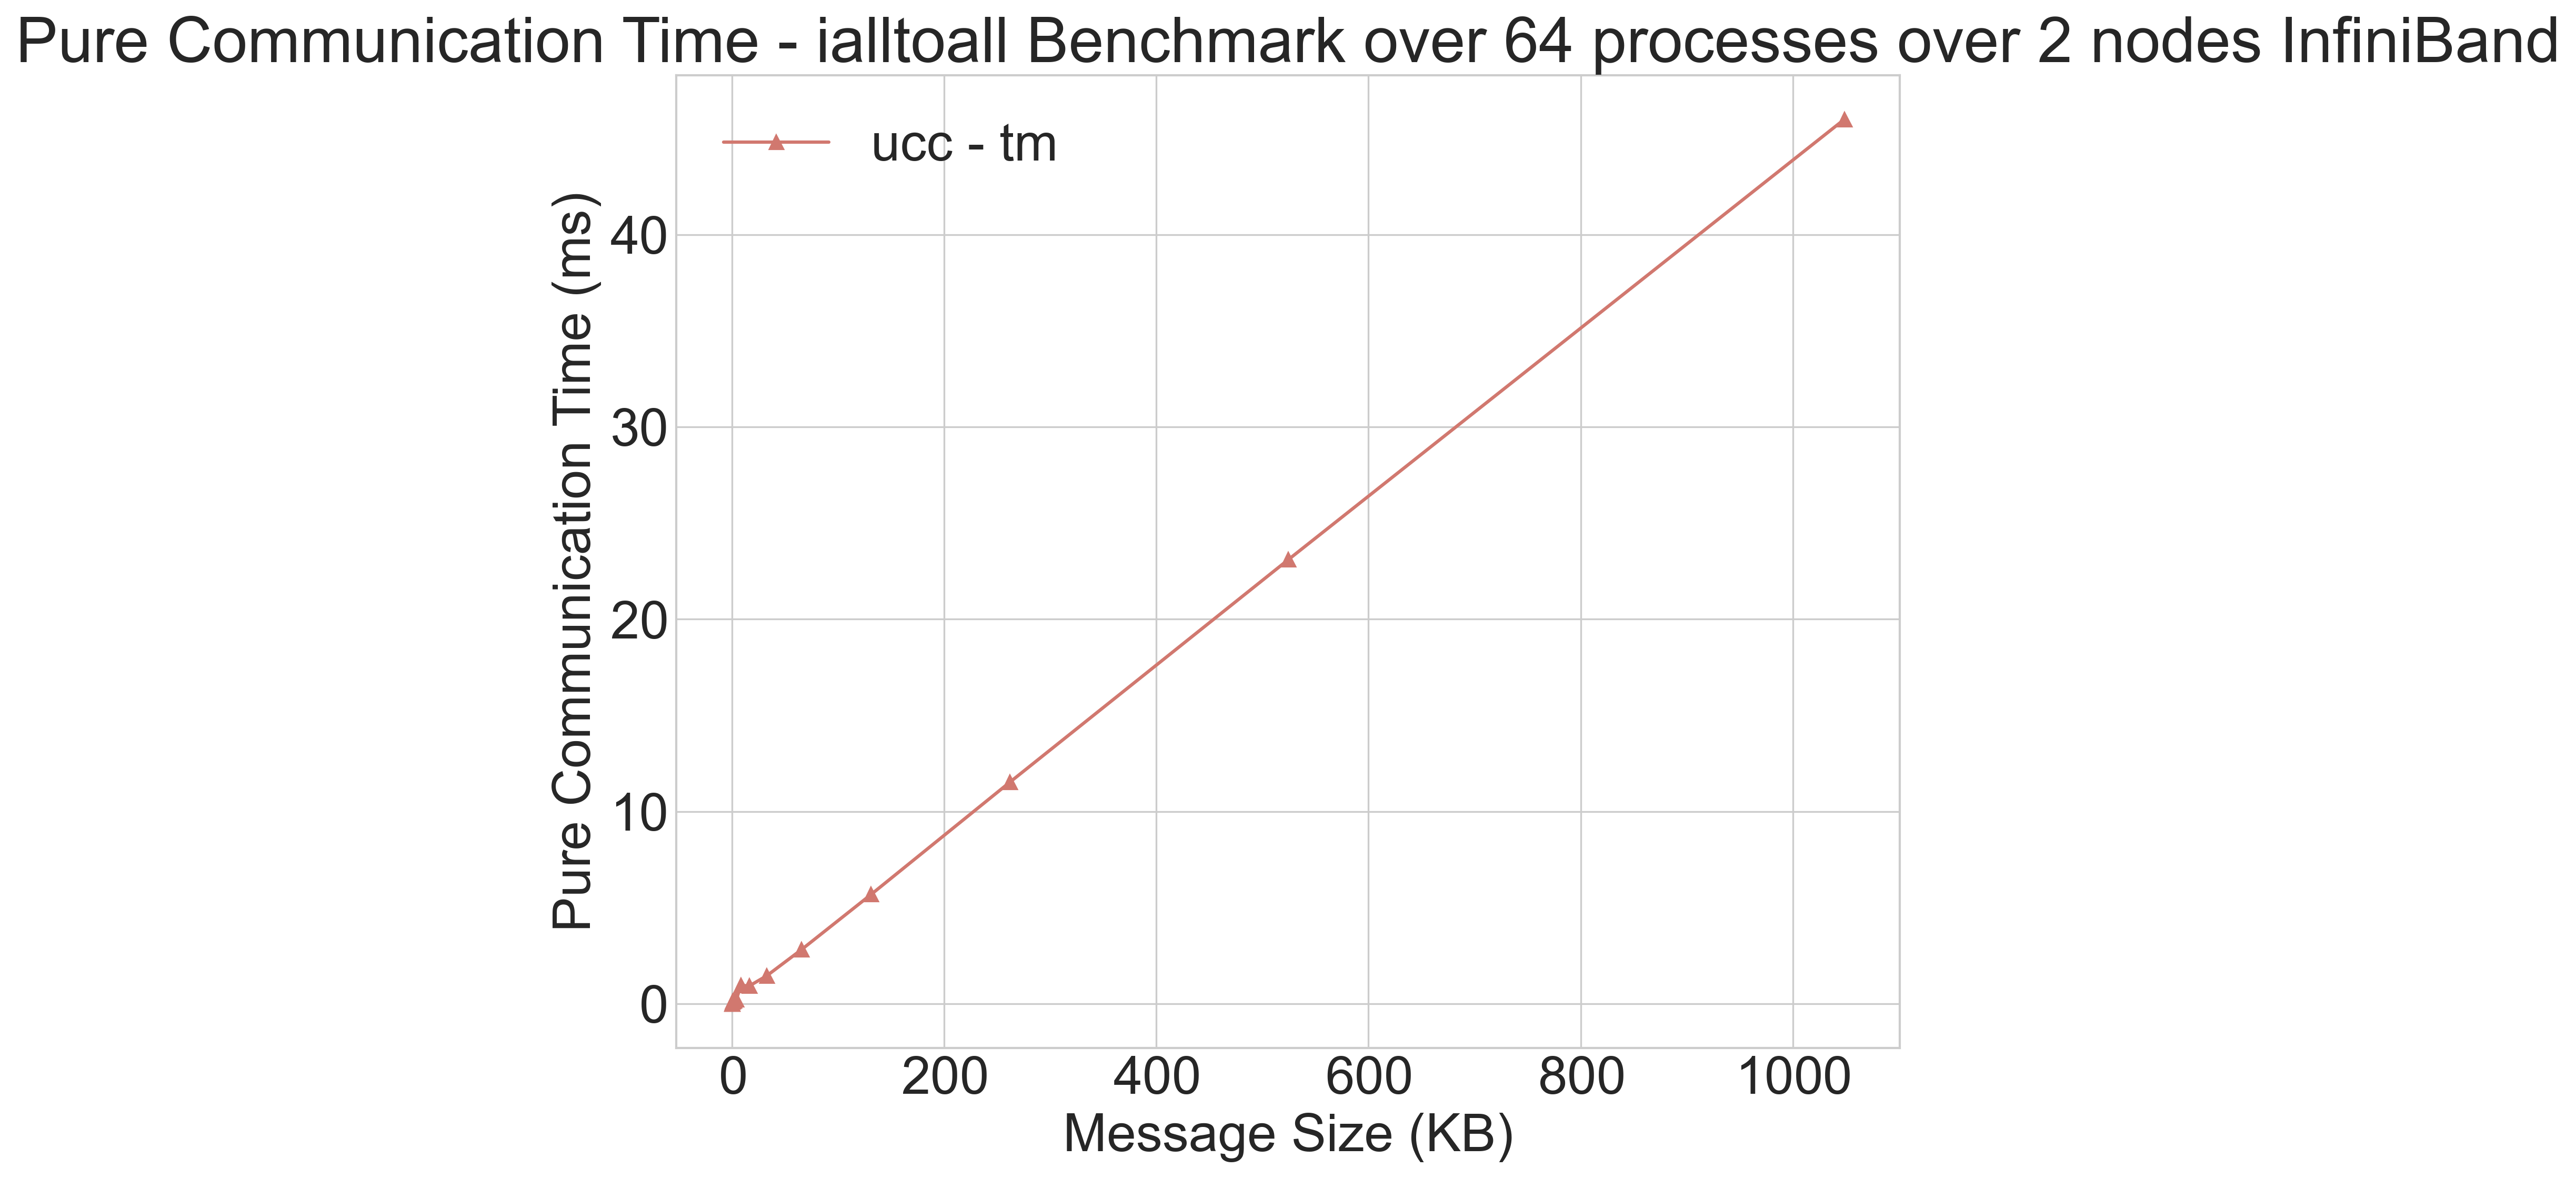 Pure Communication Time - ialltoall Benchmark over 64 processes over 2 nodes InfiniBand
ucc - tm
Pure Communication Time (ms)
40
30
20
10
0
0 200 400 600 800 1000
Message Size (KB)